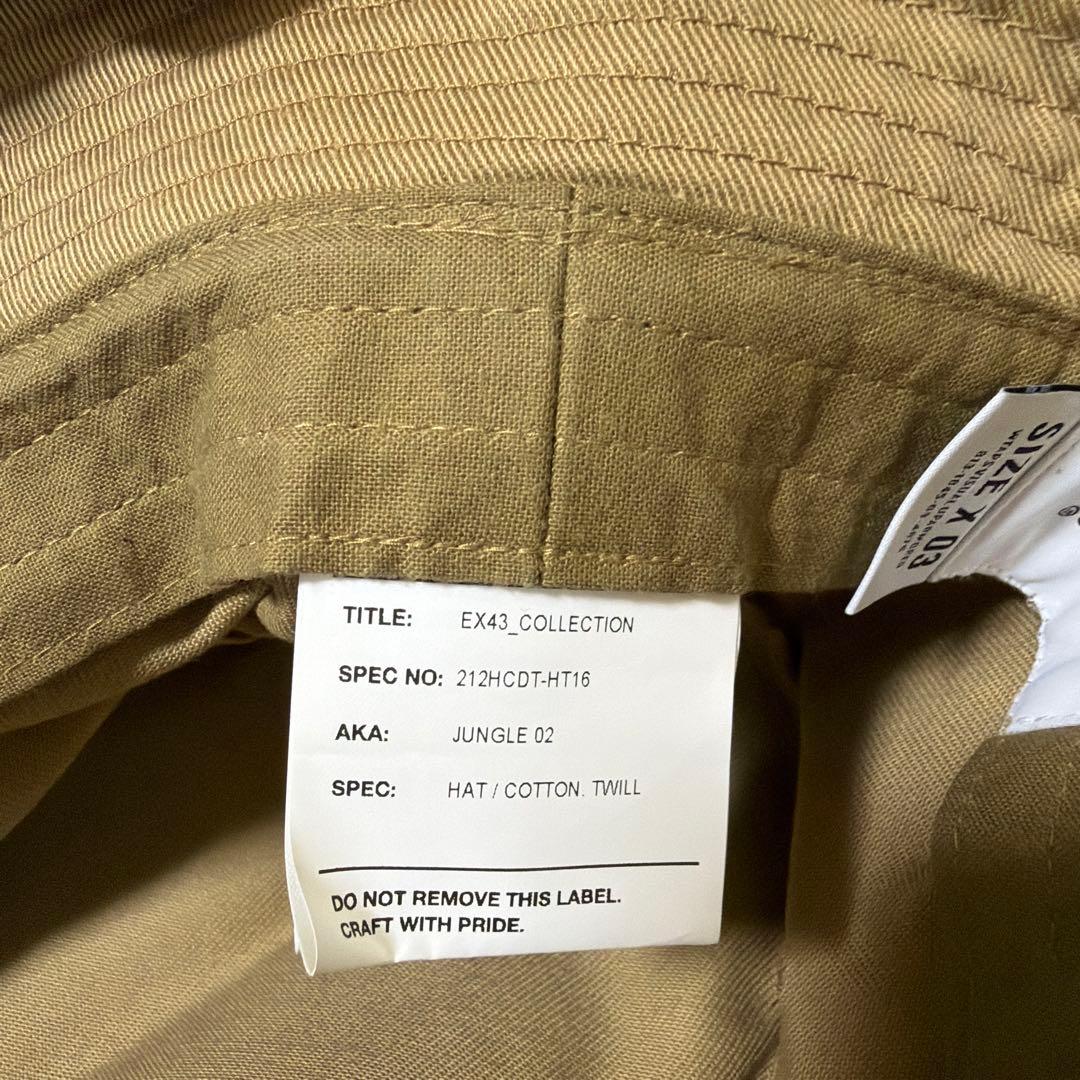 TITLE: EX43_COLLECTION
SPEC NO: 212HCDT-HT16
AKA: JUNGLE 02
SPEC: HAT / COTTON. TWILL
DO NOT REMOVE THIS LABEL.
CRAFT WITH PRIDE.
SIZE X 03
®